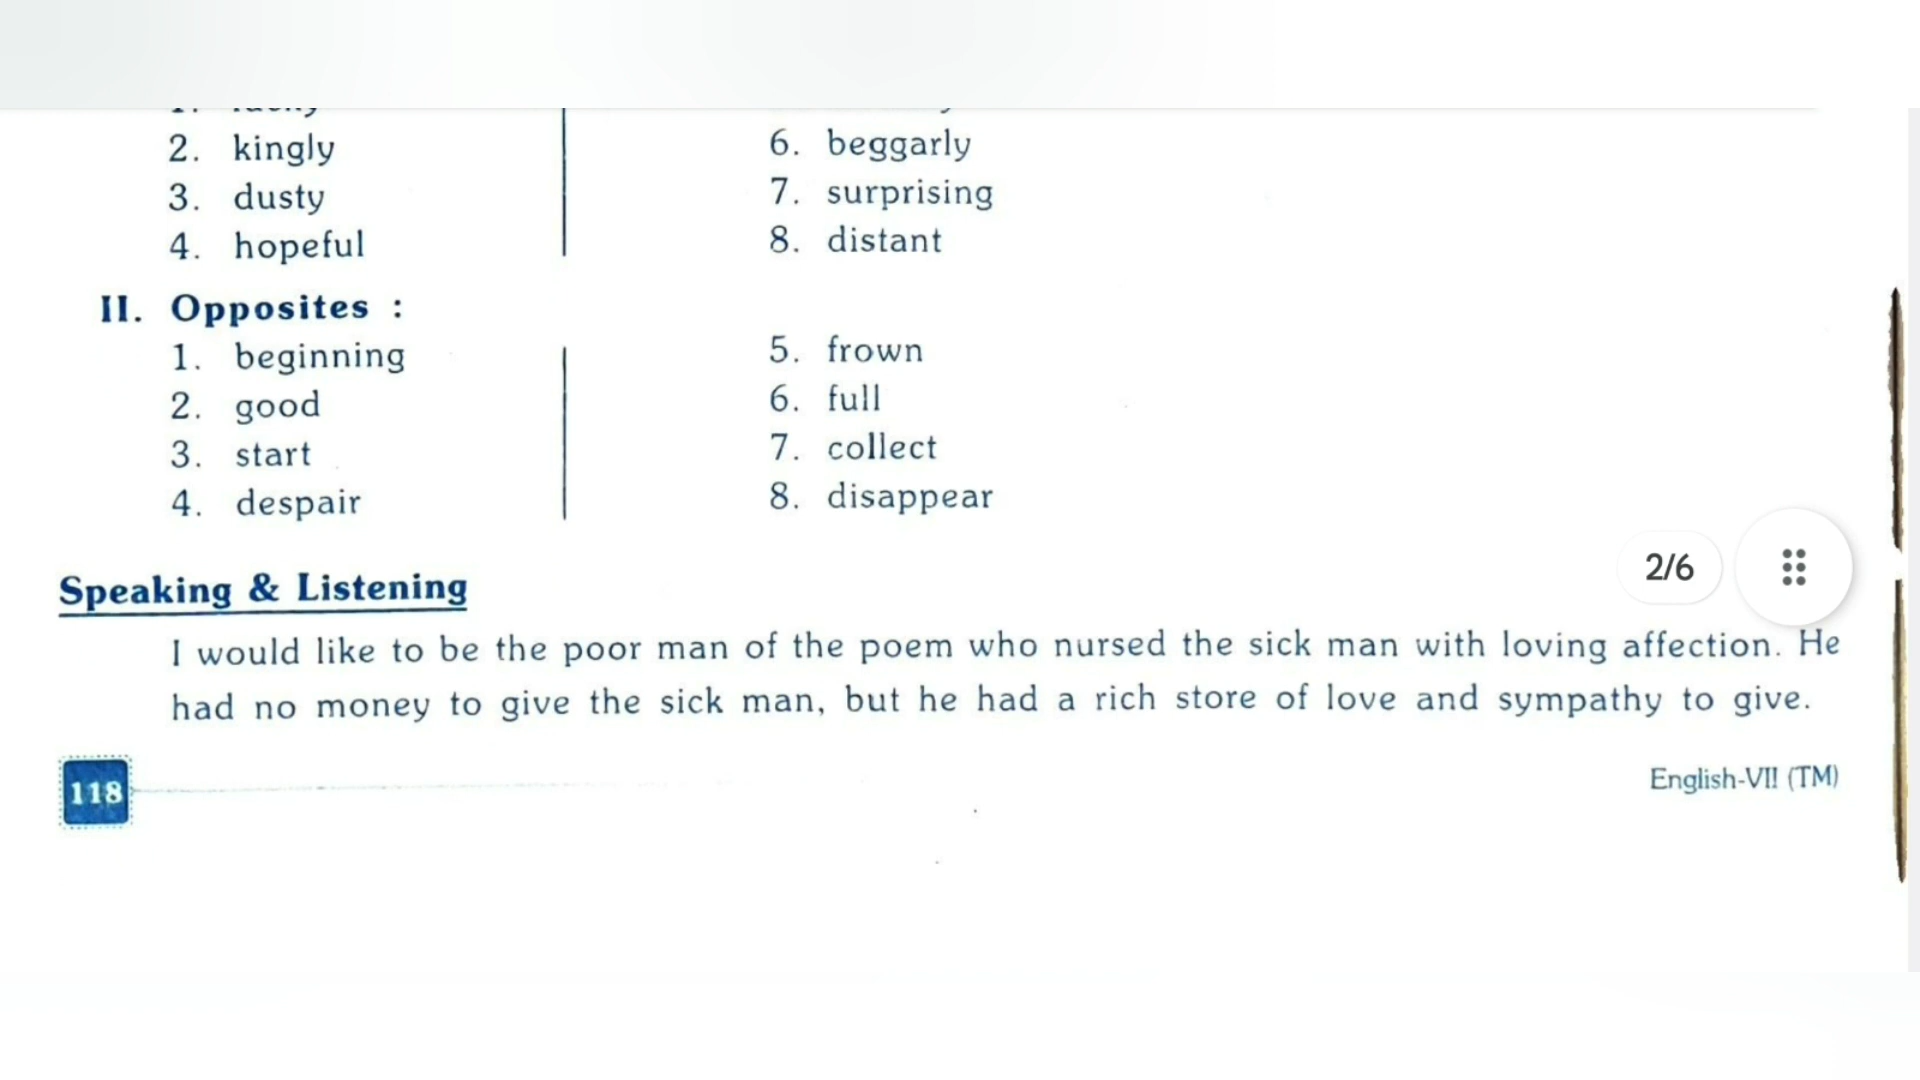 2. kingly
6. beggarly
3. dusty
7. surprising
4. hopeful
8. distant
II. Opposites :
1. beginning
5. frown
2. good
6. full
3. start
7. collect
4. despair
8. disappear
2/6
Speaking & Listening
I would like to be the poor man of the poem who nursed the sick man with loving affection. He
had no money to give the sick man, but he had a rich store of love and sympathy to give.
118
English-VII (TM)